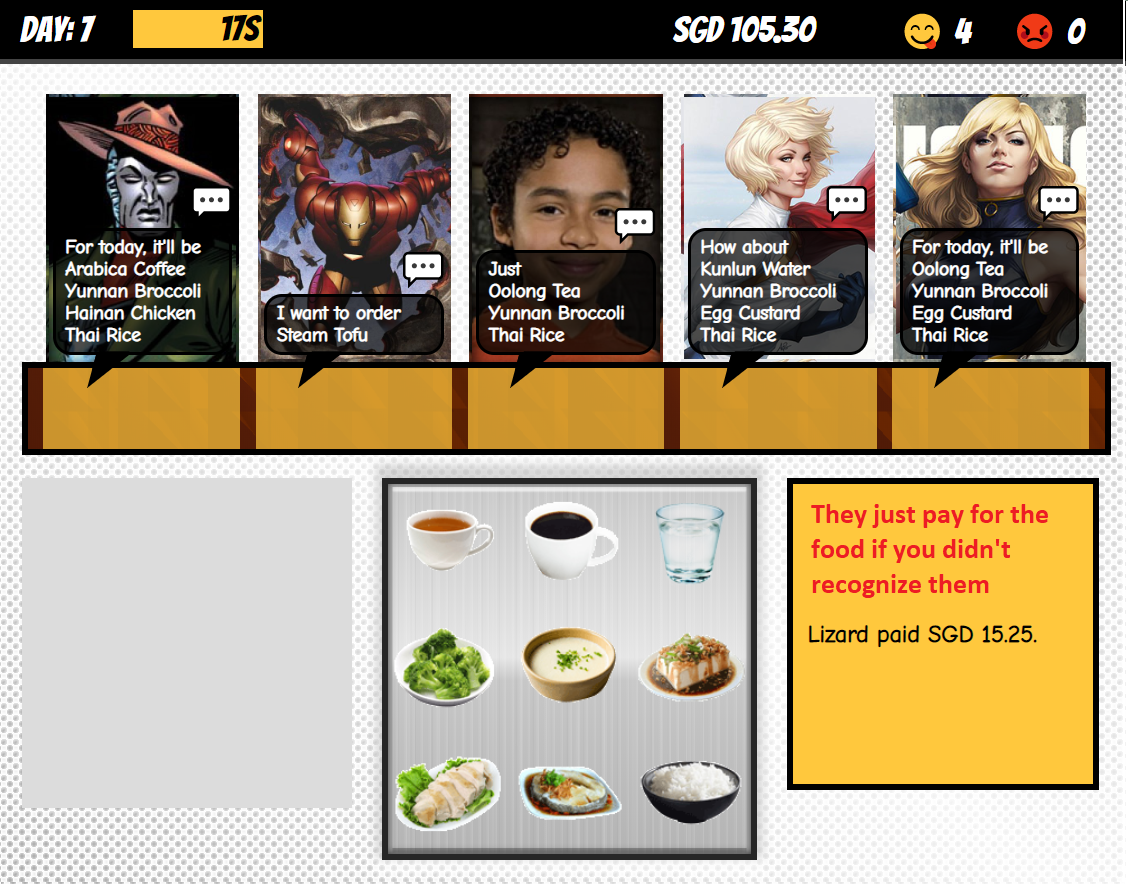 DAY: 7
17S
SGD 105.30
4
0
For today, it'll be
Arabica Coffee
Yunnan Broccoli
Hainan Chicken
Thai Rice
I want to order
Steam Tofu
Just
Oolong Tea
Yunnan Broccoli
Thai Rice
How about
Kunlun Water
Yunnan Broccoli
Egg Custard
Thai Rice
For today, it'll be
Oolong Tea
Yunnan Broccoli
Egg Custard
Thai Rice
They just pay for the
food if you didn't
recognize them
Lizard paid SGD 15.25.